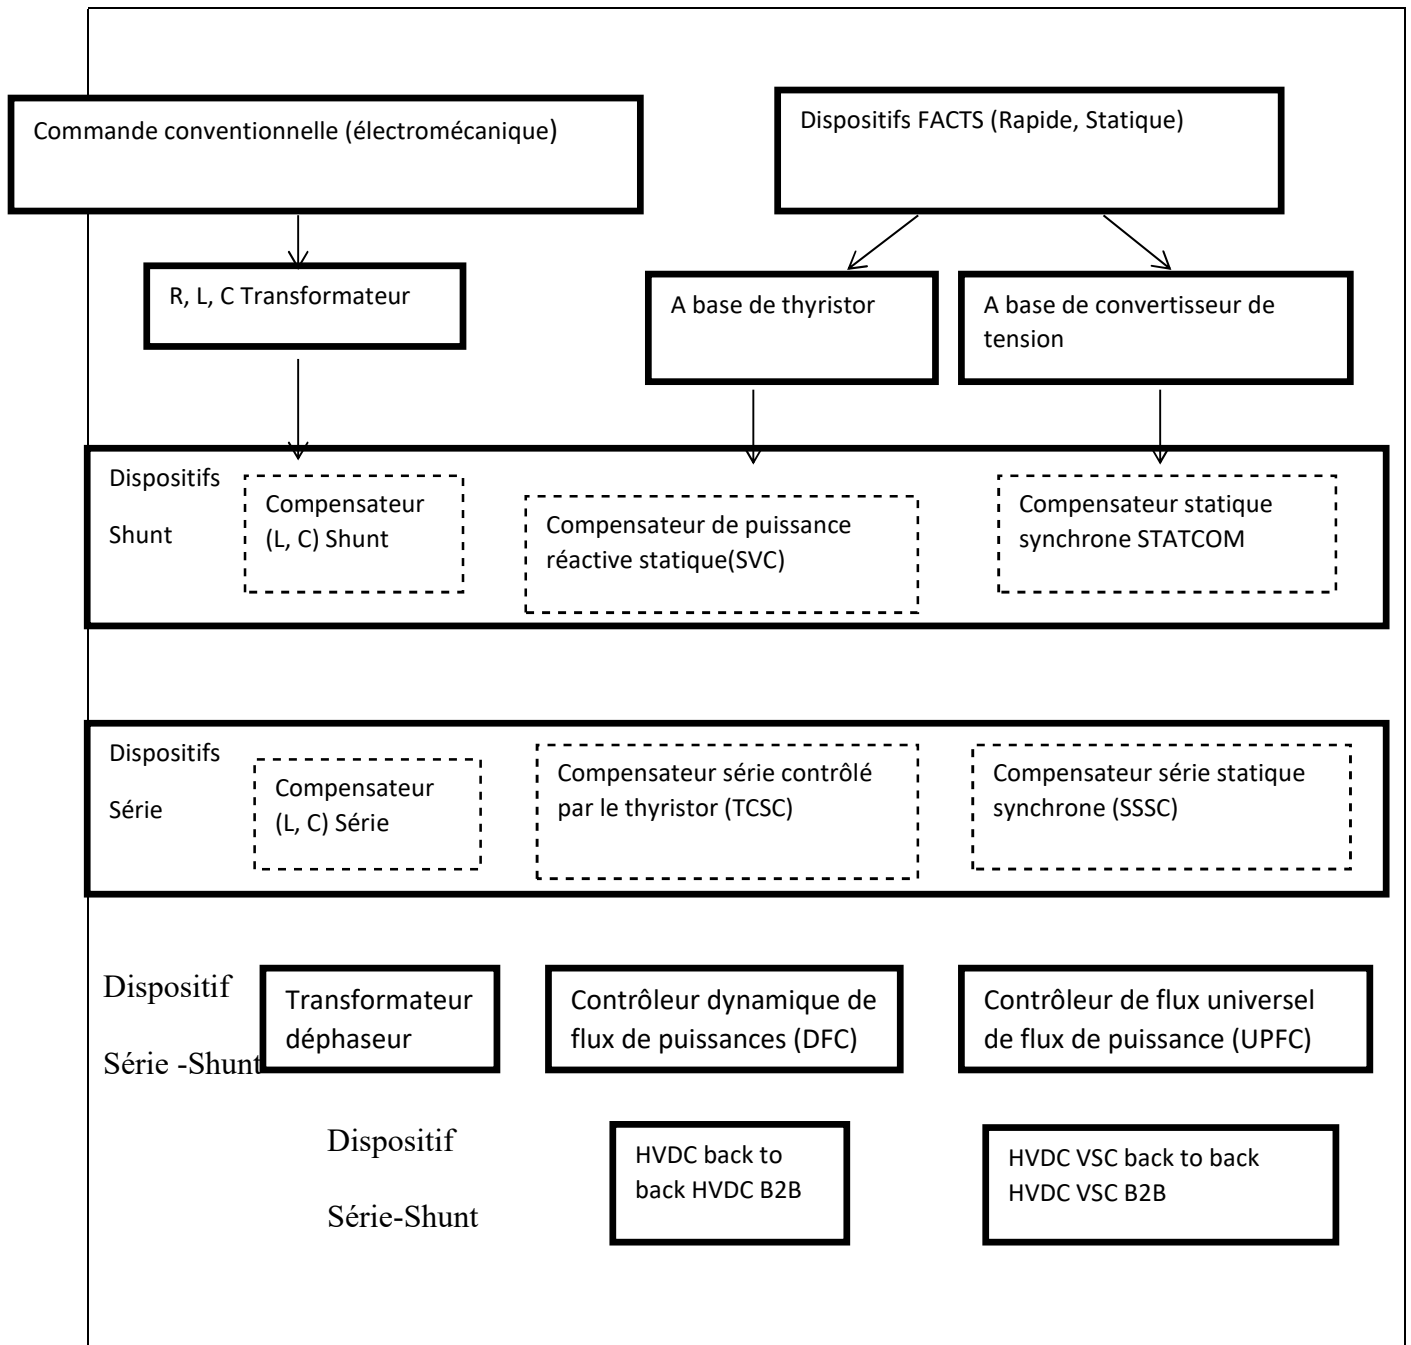 Commande conventionnelle (électromécanique)
Dispositifs FACTS (Rapide, Statique)
R, L, C Transformateur
A base de thyristor
A base de convertisseur de
tension
Dispositifs
Shunt
Compensateur
(L, C) Shunt
Compensateur de puissance
réactive statique(SVC)
Compensateur statique
synchrone STATCOM
Dispositifs
Série
Compensateur
(L, C) Série
Compensateur série contrôlé
par le thyristor (TCSC)
Compensateur série statique
synchrone (SSSC)
Dispositif
Série -Shunt
Transformateur
déphaseur
Contrôleur dynamique de
flux de puissances (DFC)
Contrôleur de flux universel
de flux de puissance (UPFC)
Dispositif
Série-Shunt
HVDC back to
back HVDC B2B
HVDC VSC back to back
HVDC VSC B2B